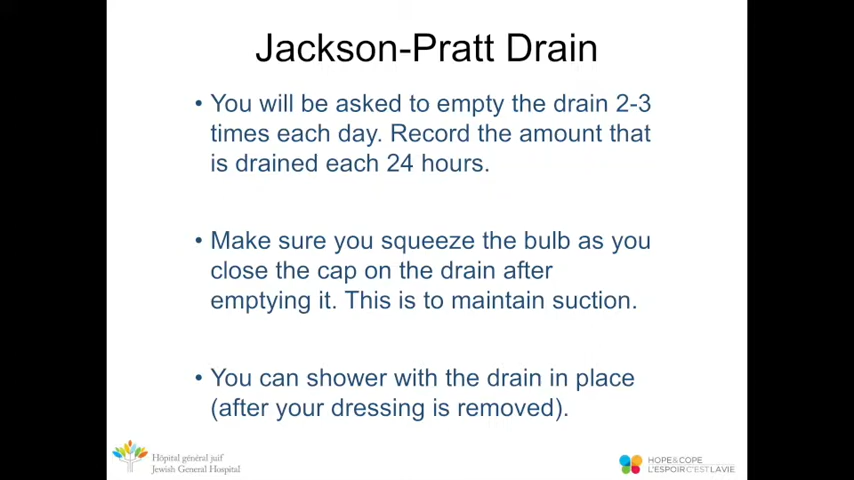 Jackson-Pratt Drain
• You will be asked to empty the drain 2-3
times each day. Record the amount that
is drained each 24 hours.
• Make sure you squeeze the bulb as you
close the cap on the drain after
emptying it. This is to maintain suction.
• You can shower with the drain in place
(after your dressing is removed).
Hôpital général juif
Jewish General Hospital
HOPE&COPE
L'ESPOIR C'EST LA VIE